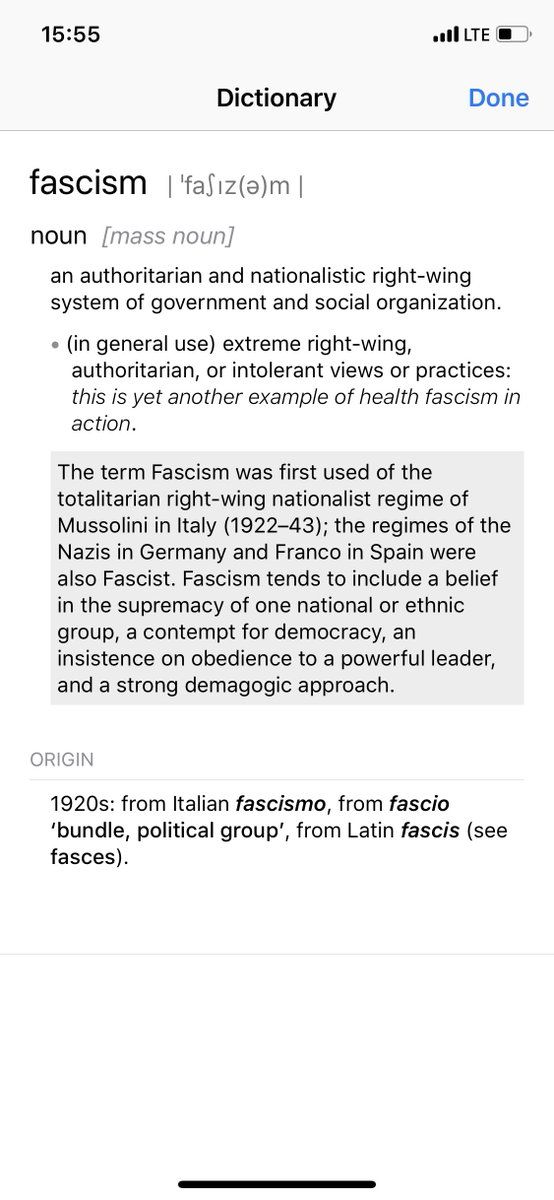 15:55
LTE
Dictionary
Done
fascism | ˈfaʃɪz(ə)m |
noun [mass noun]
an authoritarian and nationalistic right-wing
system of government and social organization.
• (in general use) extreme right-wing,
authoritarian, or intolerant views or practices:
this is yet another example of health fascism in
action.
The term Fascism was first used of the
totalitarian right-wing nationalist regime of
Mussolini in Italy (1922–43); the regimes of the
Nazis in Germany and Franco in Spain were
also Fascist. Fascism tends to include a belief
in the supremacy of one national or ethnic
group, a contempt for democracy, an
insistence on obedience to a powerful leader,
and a strong demagogic approach.
ORIGIN
1920s: from Italian fascismo, from fascio
‘bundle, political group’, from Latin fascis (see
fasces).